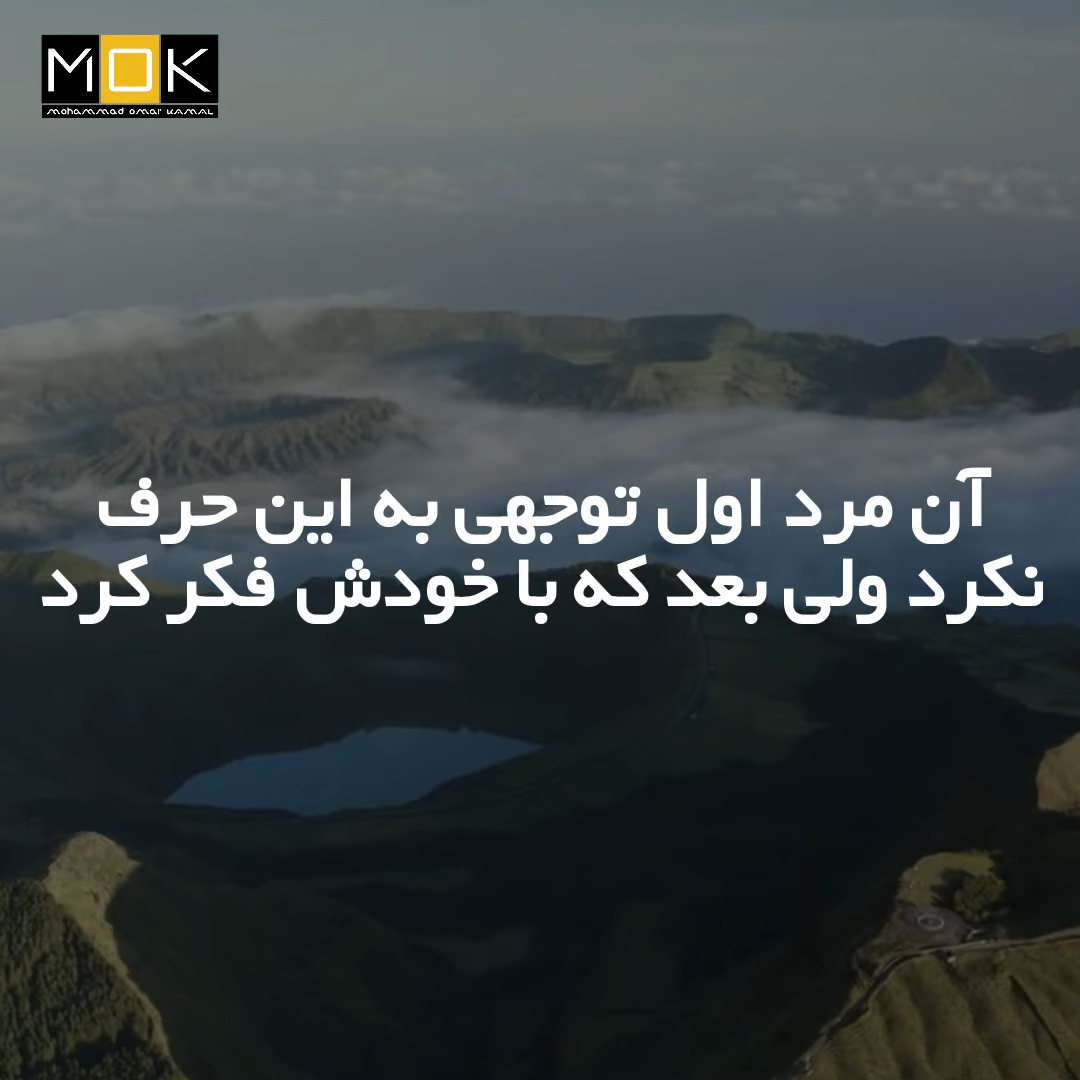 MOK
mohammad omar KAMAL
آن مرد اول توجهی به این حرف
نکرد ولی بعد که با خودش فکر کرد